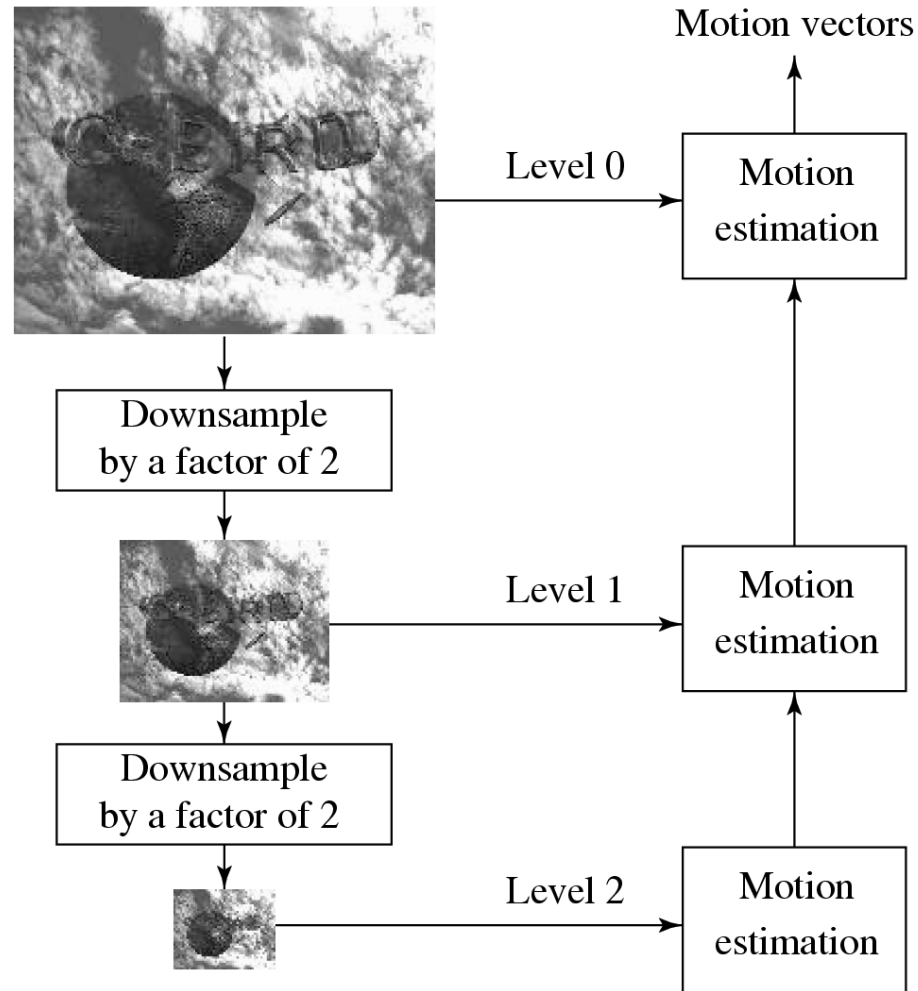 Motion vectors
Level 0
Motion
estimation
Downsample
by a factor of 2
Level 1
Motion
estimation
Downsample
by a factor of 2
Level 2
Motion
estimation